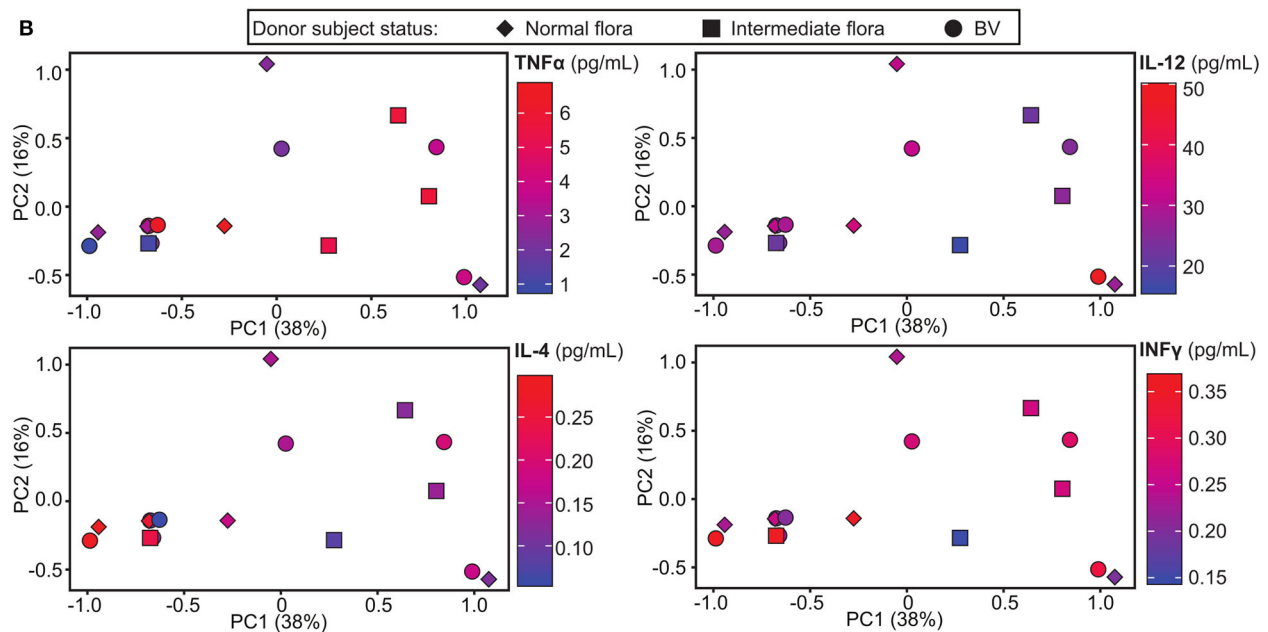 B
Donor subject status: Normal flora Intermediate flora BV
TNFα (pg/mL)
1.0
0.5
0.0
-0.5
PC2 (16%)
-1.0 -0.5 0 0.5 1.0
PC1 (38%)
6
5
4
3
2
1
IL-12 (pg/mL)
1.0
0.5
0.0
-0.5
PC2 (16%)
-1.0 -0.5 0 0.5 1.0
PC1 (38%)
50
40
30
20
IL-4 (pg/mL)
1.0
0.5
0.0
-0.5
PC2 (16%)
-1.0 -0.5 0 0.5 1.0
PC1 (38%)
0.25
0.20
0.15
0.10
INFγ (pg/mL)
1.0
0.5
0.0
-0.5
PC2 (16%)
-1.0 -0.5 0 0.5 1.0
PC1 (38%)
0.35
0.30
0.25
0.20
0.15